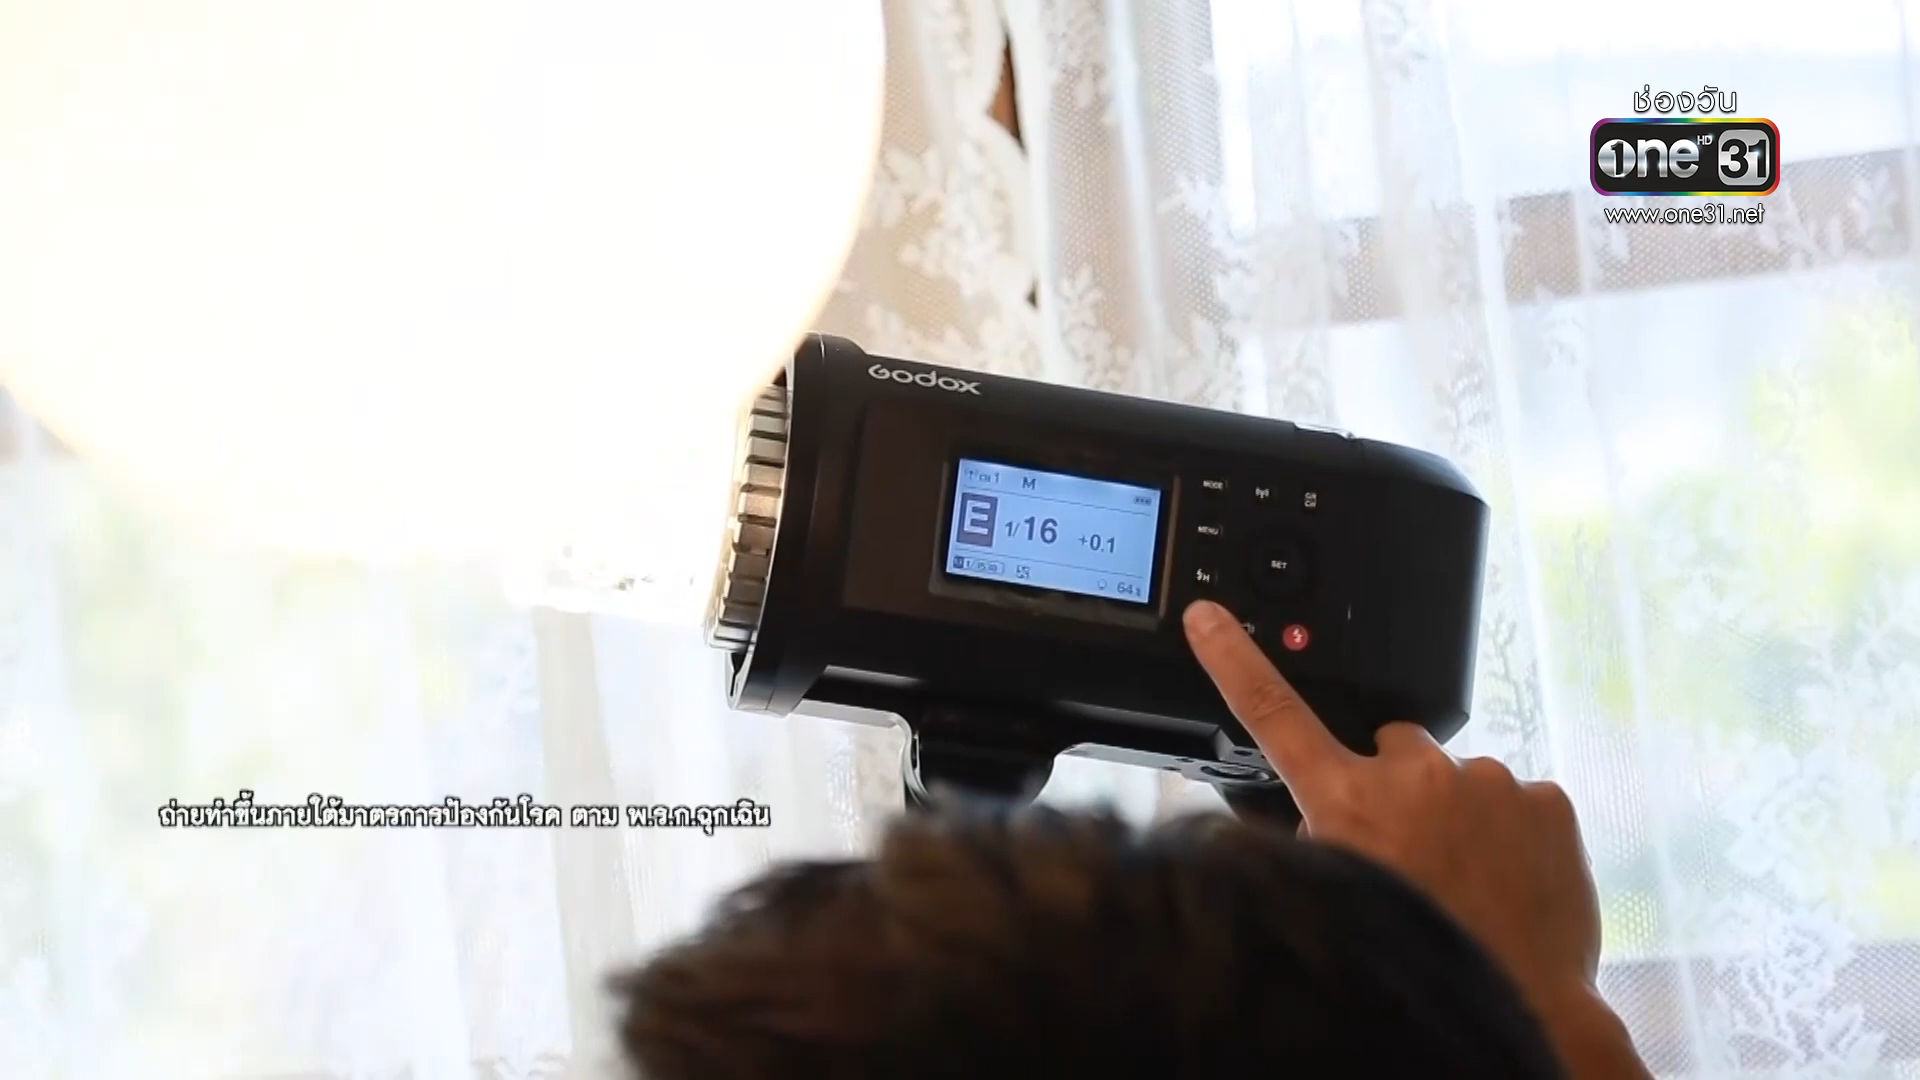 ช่องวัน
one HD 31
www.one31.net
Godox
CH 1 M
E 1/16 +0.1
64%
MODE
GR
CH
MENU
SET
H
ถ่ายทำขึ้นภายใต้มาตรการป้องกันโรค ตาม พ.ร.ก.ฉุกเฉิน